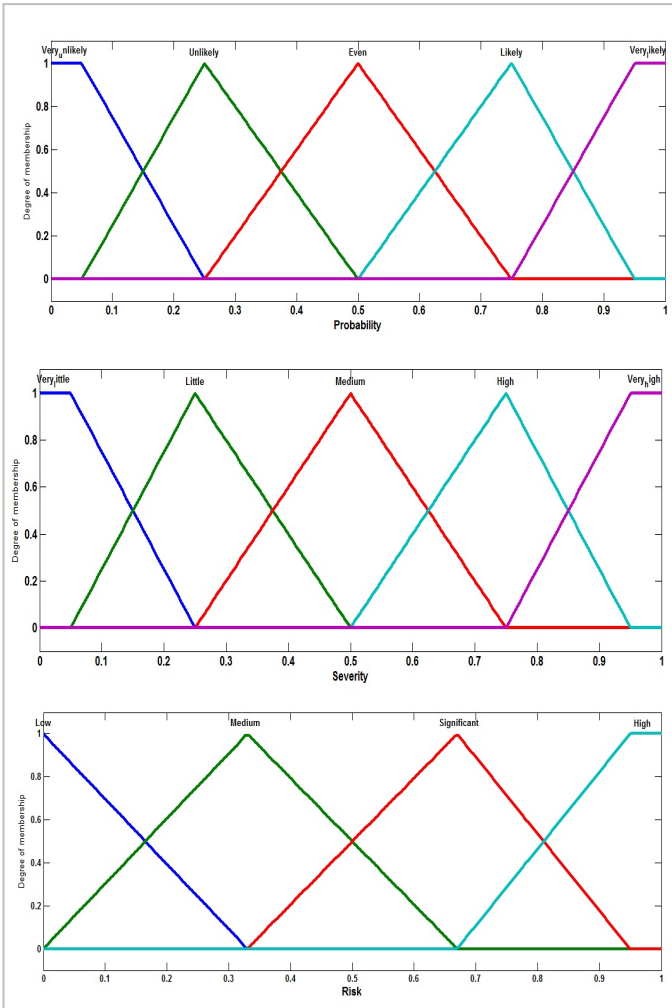 Very_unlikely Unlikely Even Likely Very_likely
1
0.8
0.6
0.4
0.2
0
Degree of membership
0 0.1 0.2 0.3 0.4 0.5 0.6 0.7 0.8 0.9 1
Probability
Very_little Little Medium High Very_high
1
0.8
0.6
0.4
0.2
0
Degree of membership
0 0.1 0.2 0.3 0.4 0.5 0.6 0.7 0.8 0.9 1
Severity
Low Medium Significant High
1
0.8
0.6
0.4
0.2
0
Degree of membership
0 0.1 0.2 0.3 0.4 0.5 0.6 0.7 0.8 0.9 1
Risk